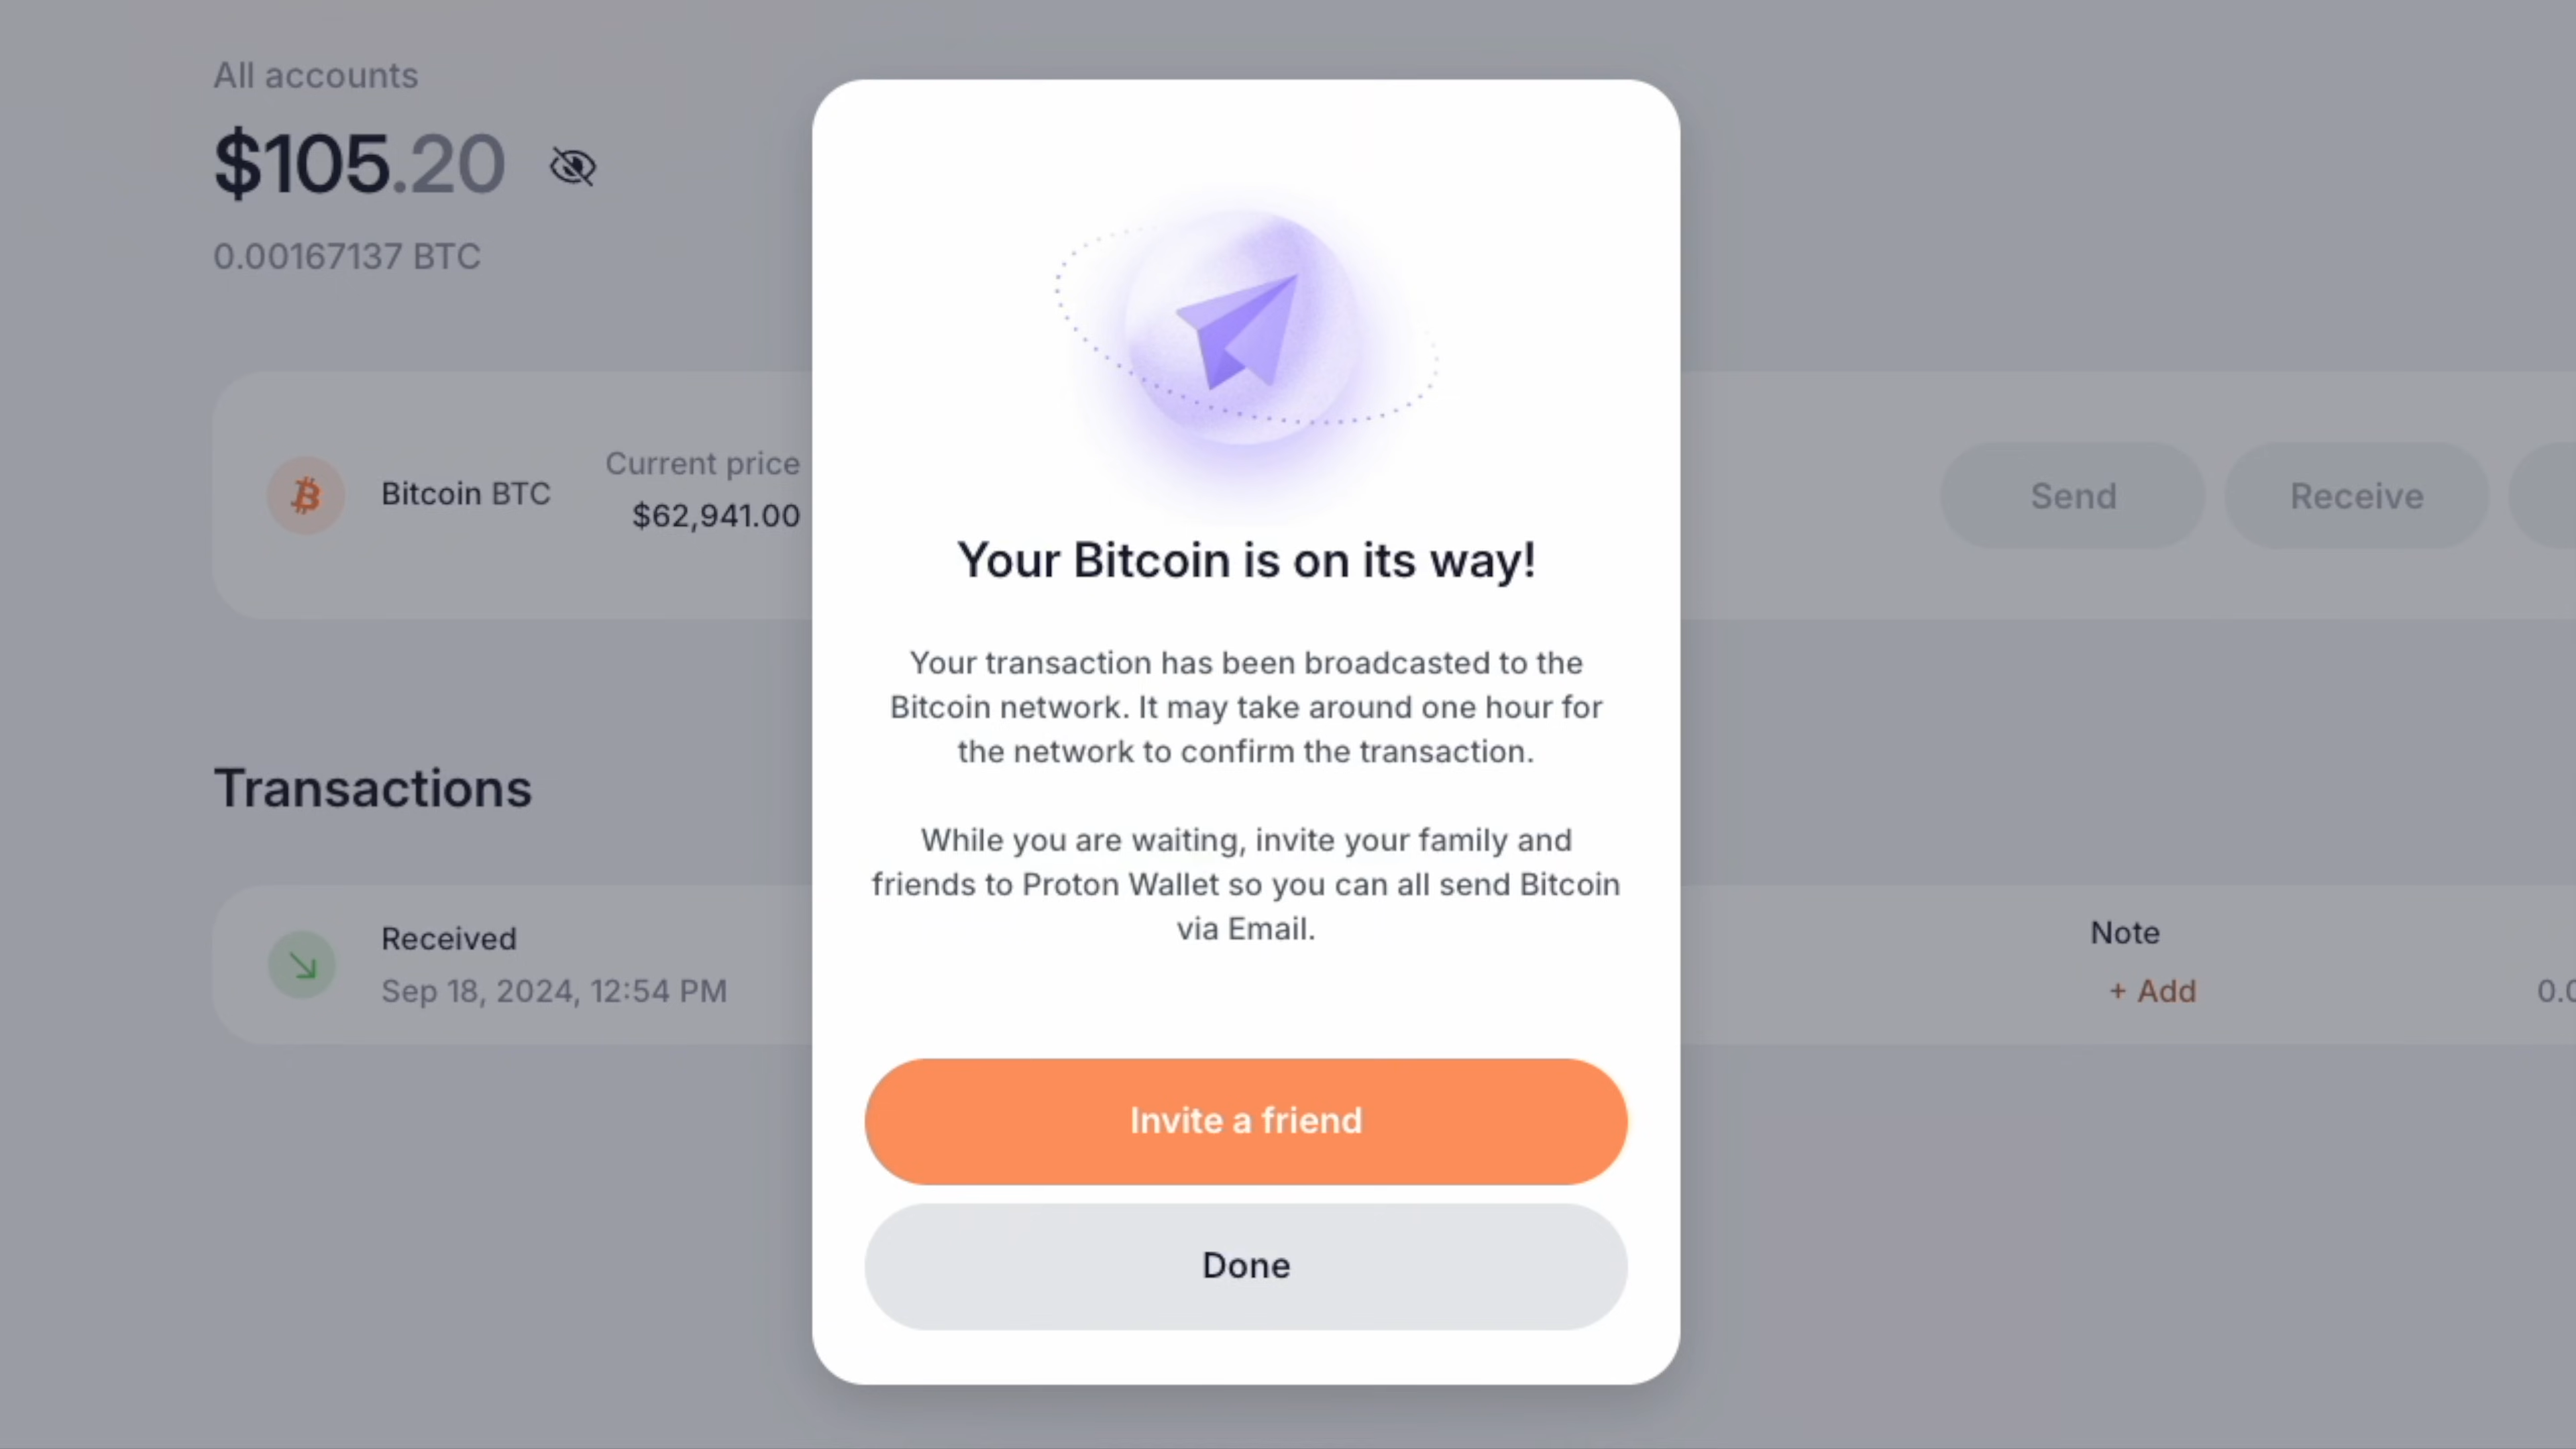 All accounts
$105.20
0.00167137 BTC
Bitcoin BTC
Current price
$62,941.00
Send
Receive
Transactions
Received
Sep 18, 2024, 12:54 PM
Note
+ Add
0.0
Your Bitcoin is on its way!
Your transaction has been broadcasted to the
Bitcoin network. It may take around one hour for
the network to confirm the transaction.
While you are waiting, invite your family and
friends to Proton Wallet so you can all send Bitcoin
via Email.
Invite a friend
Done